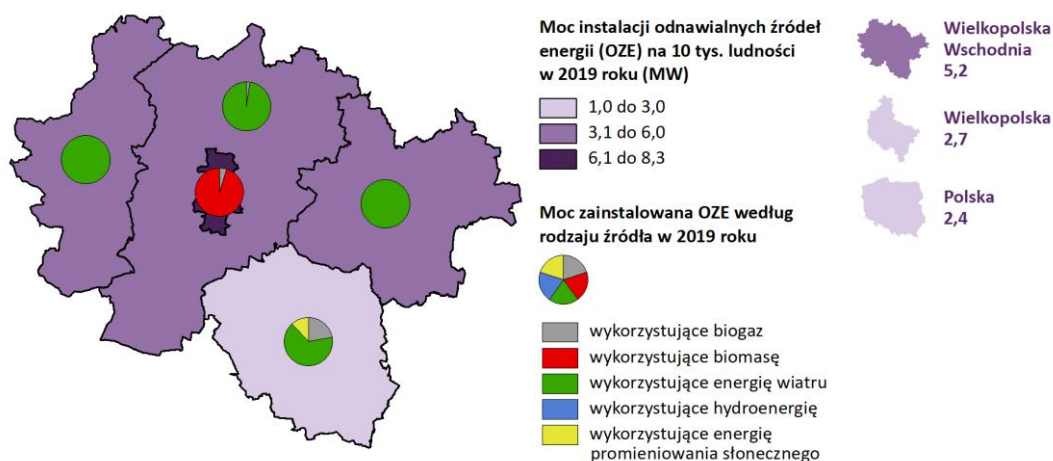 Moc instalacji odnawialnych źródeł
energii (OZE) na 10 tys. ludności
w 2019 roku (MW)
1,0 do 3,0
3,1 do 6,0
6,1 do 8,3
Moc zainstalowana OZE według
rodzaju źródła w 2019 roku
wykorzystujące biogaz
wykorzystujące biomasę
wykorzystujące energię wiatru
wykorzystujące hydroenergię
wykorzystujące energię
promieniowania słonecznego
Wielkopolska
Wschodnia
5,2
Wielkopolska
2,7
Polska
2,4